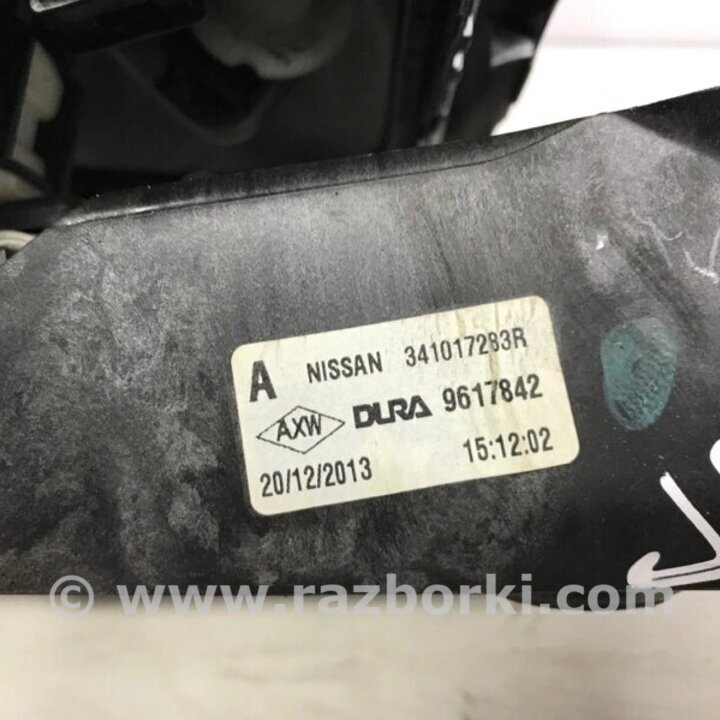 A NISSAN 341017283R
AXW DURA 9617842
20/12/2013 15:12:02
© www.razborki.com